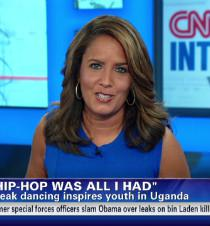 CNN
INT
HIP-HOP WAS ALL I HAD"
eak dancing inspires youth in Uganda
mer special forces officers slam Obama over leaks on bin Laden kill